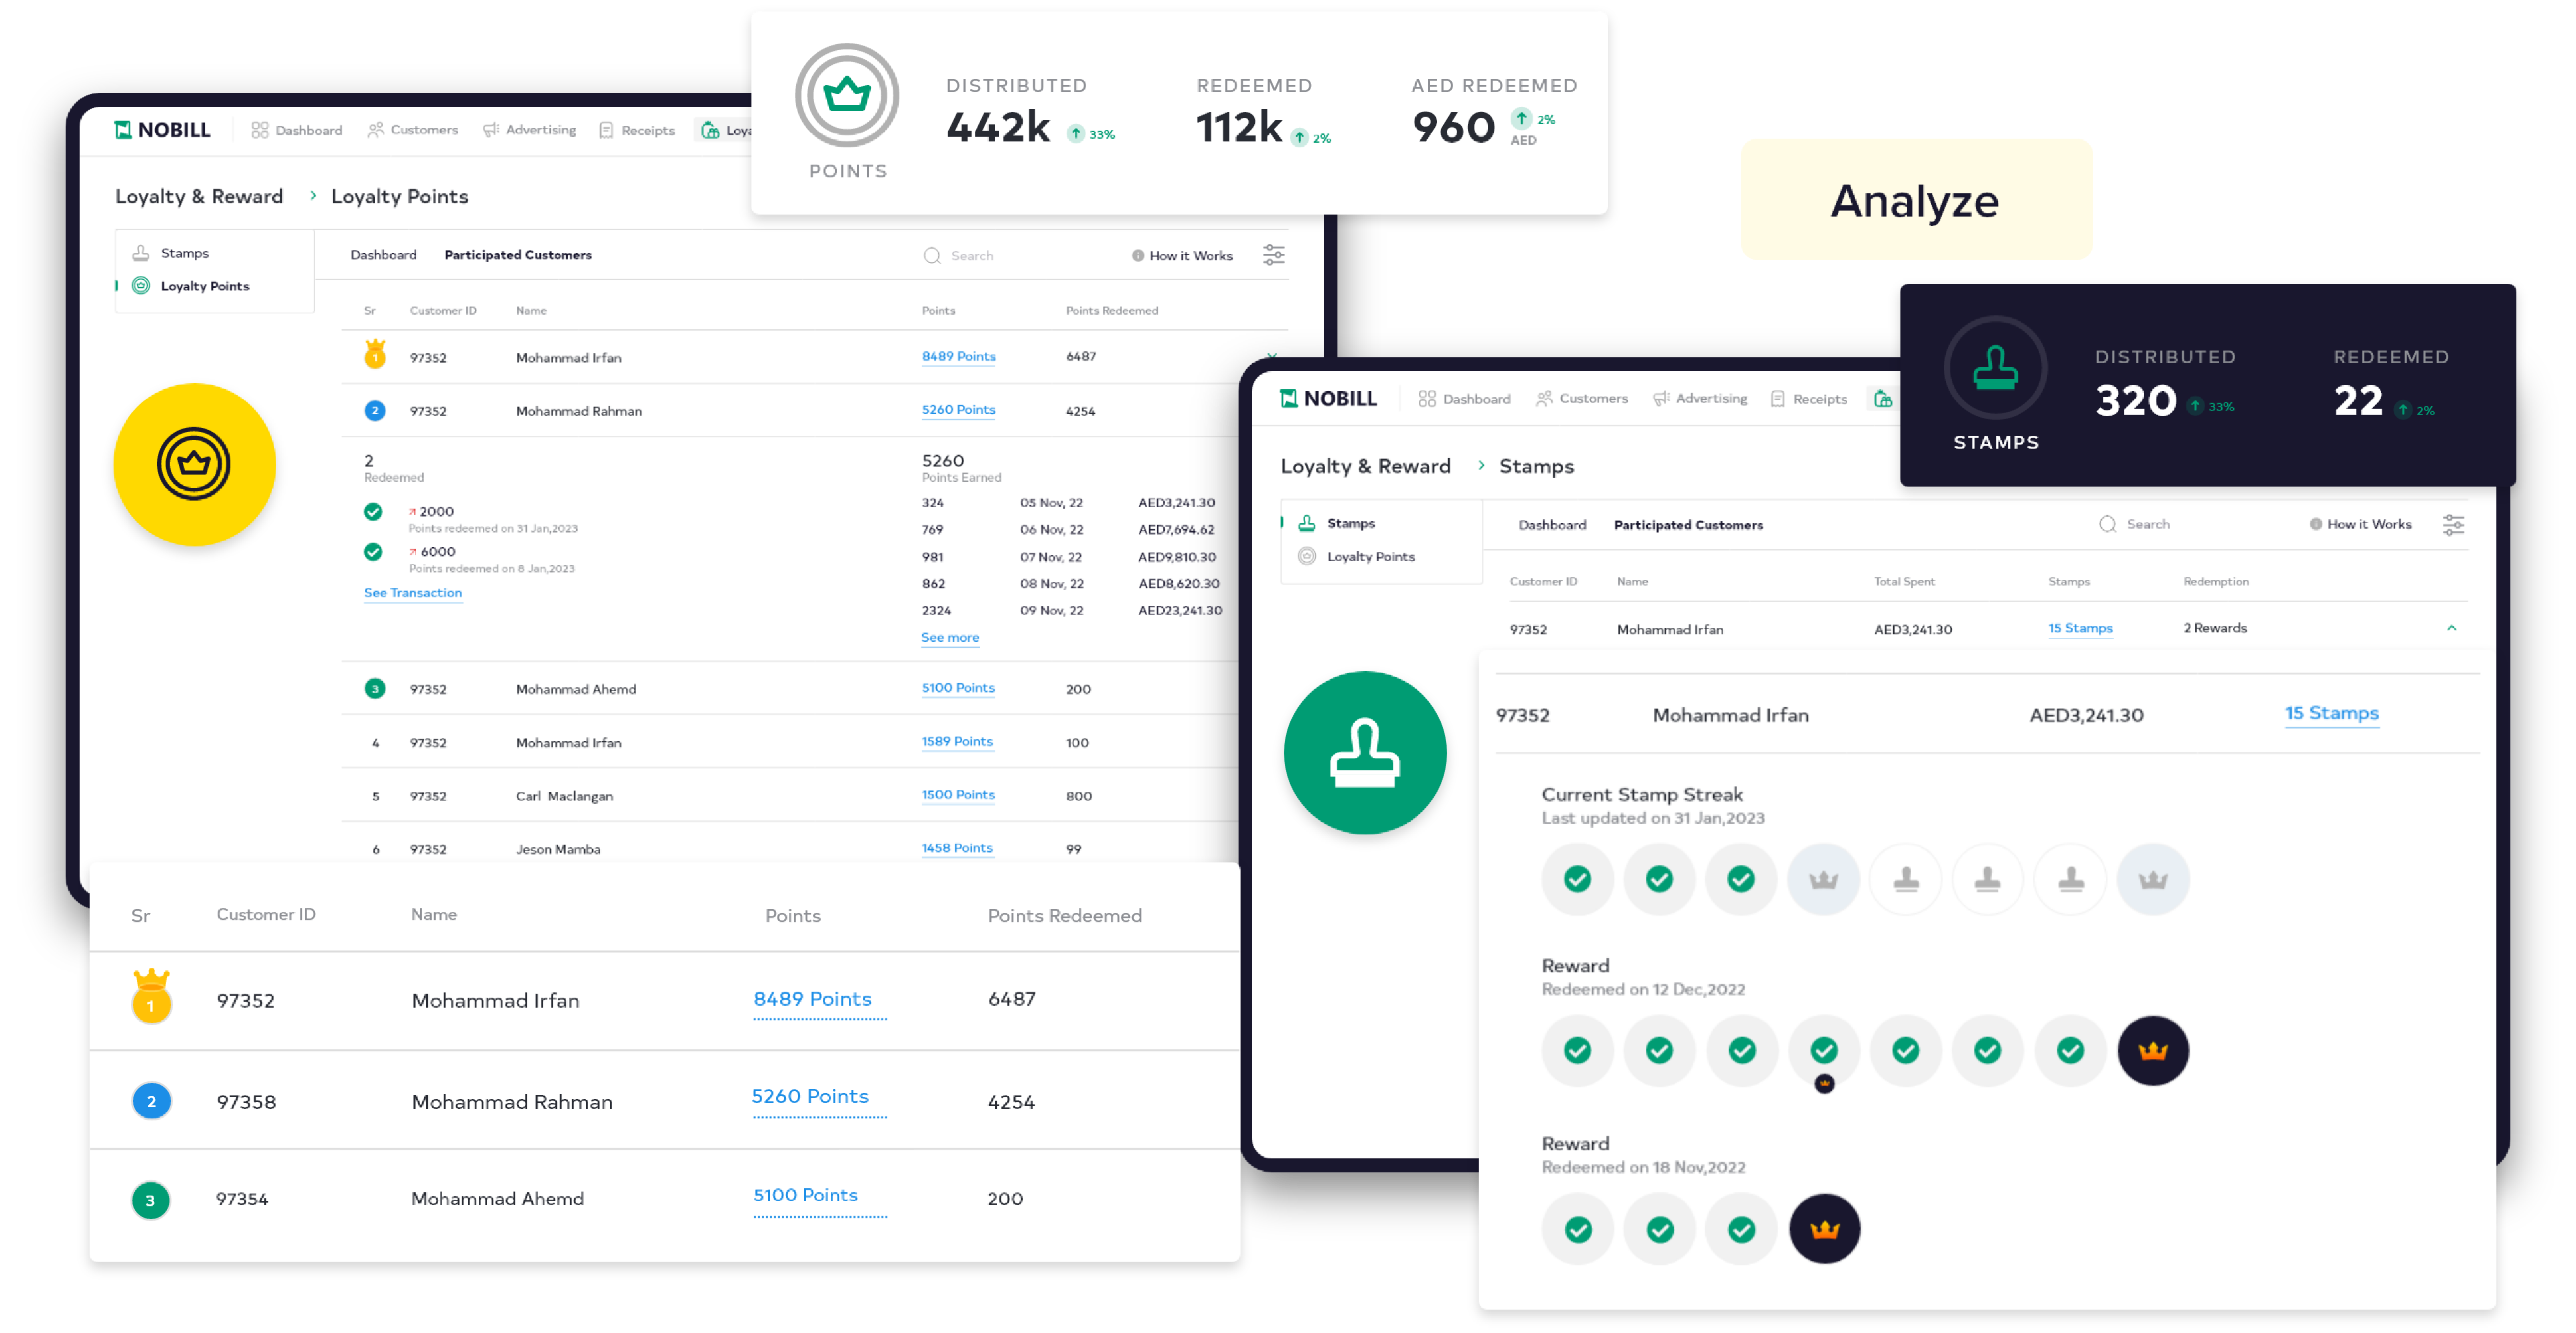 POINTS
DISTRIBUTED
442k 33%
REDEEMED
112k 2%
AED REDEEMED
960 2%
AED
Analyze
NOBILL Dashboard Customers Advertising Receipts
Loyalty & Reward > Loyalty Points
Stamps
Loyalty Points
Dashboard Participated Customers Search How it Works
Sr Customer ID Name Points Points Redeemed
1 97352 Mohammad Irfan 8489 Points 6487
2 97352 Mohammad Rahman 5260 Points 4254
2
Redeemed
2000
Points redeemed on 31 Jan,2023
6000
Points redeemed on 8 Jan,2023
See Transaction
5260
Points Earned
324 05 Nov, 22 AED3,241.30
769 06 Nov, 22 AED7,694.62
981 07 Nov, 22 AED9,810.30
862 08 Nov, 22 AED8,620.30
2324 09 Nov, 22 AED23,241.30
See more
3 97352 Mohammad Ahemd 5100 Points 200
4 97352 Mohammad Irfan 1589 Points 100
5 97352 Carl Maclangan 1500 Points 800
6 97352 Jeson Mamba 1458 Points 99
Sr Customer ID Name Points Points Redeemed
1 97352 Mohammad Irfan 8489 Points 6487
2 97358 Mohammad Rahman 5260 Points 4254
3 97354 Mohammad Ahemd 5100 Points 200
STAMPS
DISTRIBUTED
320 33%
REDEEMED
22 2%
NOBILL Dashboard Customers Advertising Receipts
Loyalty & Reward > Stamps
Stamps
Loyalty Points
Dashboard Participated Customers Search How it Works
Customer ID Name Total Spent Stamps Redemption
97352 Mohammad Irfan AED3,241.30 15 Stamps 2 Rewards
97352 Mohammad Irfan AED3,241.30 15 Stamps
Current Stamp Streak
Last updated on 31 Jan,2023
Reward
Redeemed on 12 Dec,2022
Reward
Redeemed on 18 Nov,2022